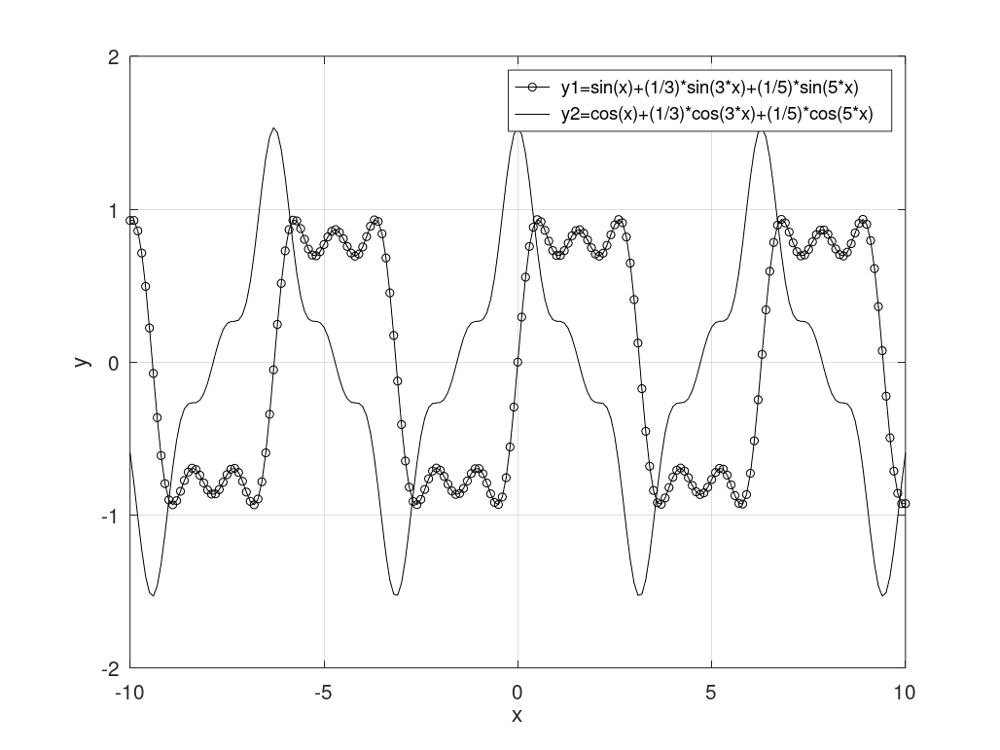 2
y1=sin(x)+(1/3)*sin(3*x)+(1/5)*sin(5*x)
y2=cos(x)+(1/3)*cos(3*x)+(1/5)*cos(5*x)
1
y
0
-1
-2
-10 -5 0 5 10
x